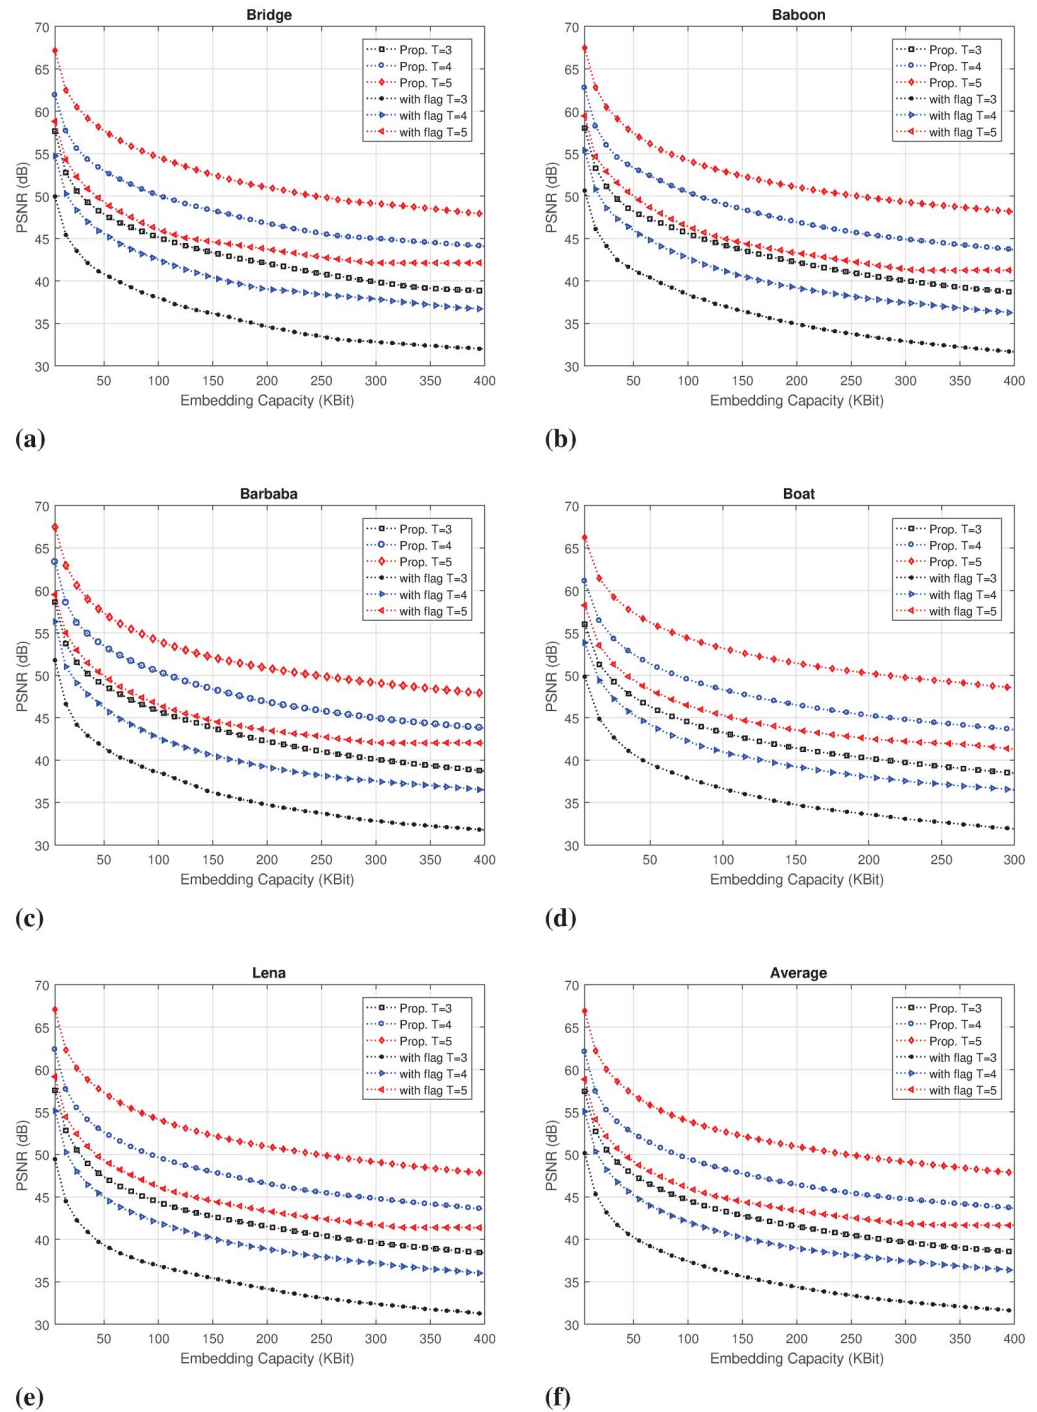 Bridge
70
65
60
55
50
45
40
35
30
PSNR (dB)
Prop. T=3
Prop. T=4
Prop. T=5
with flag T=3
with flag T=4
with flag T=5
50 100 150 200 250 300 350 400
Embedding Capacity (KBit)
(a)
Baboon
70
65
60
55
50
45
40
35
30
PSNR (dB)
Prop. T=3
Prop. T=4
Prop. T=5
with flag T=3
with flag T=4
with flag T=5
50 100 150 200 250 300 350 400
Embedding Capacity (KBit)
(b)
Barbaba
70
65
60
55
50
45
40
35
30
PSNR (dB)
Prop. T=3
Prop. T=4
Prop. T=5
with flag T=3
with flag T=4
with flag T=5
50 100 150 200 250 300 350 400
Embedding Capacity (KBit)
(c)
Boat
70
65
60
55
50
45
40
35
30
PSNR (dB)
Prop. T=3
Prop. T=4
Prop. T=5
with flag T=3
with flag T=4
with flag T=5
50 100 150 200 250 300
Embedding Capacity (KBit)
(d)
Lena
70
65
60
55
50
45
40
35
30
PSNR (dB)
Prop. T=3
Prop. T=4
Prop. T=5
with flag T=3
with flag T=4
with flag T=5
50 100 150 200 250 300 350 400
Embedding Capacity (KBit)
(e)
Average
70
65
60
55
50
45
40
35
30
PSNR (dB)
Prop. T=3
Prop. T=4
Prop. T=5
with flag T=3
with flag T=4
with flag T=5
50 100 150 200 250 300 350 400
Embedding Capacity (KBit)
(f)